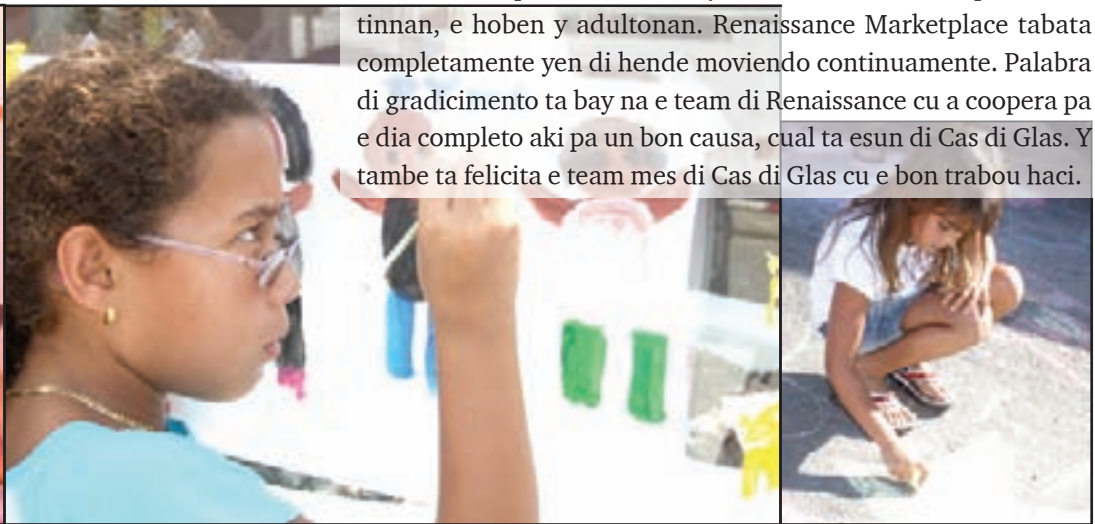 tinnan, e hoben y adultonan. Renaissance Marketplace tabata
completamente yen di hende moviendo continuamente. Palabra
di gradicimento ta bay na e team di Renaissance cu a coopera pa
e dia completo aki pa un bon causa, cual ta esun di Cas di Glas. Y
tambe ta felicita e team mes di Cas di Glas cu e bon trabou haci.